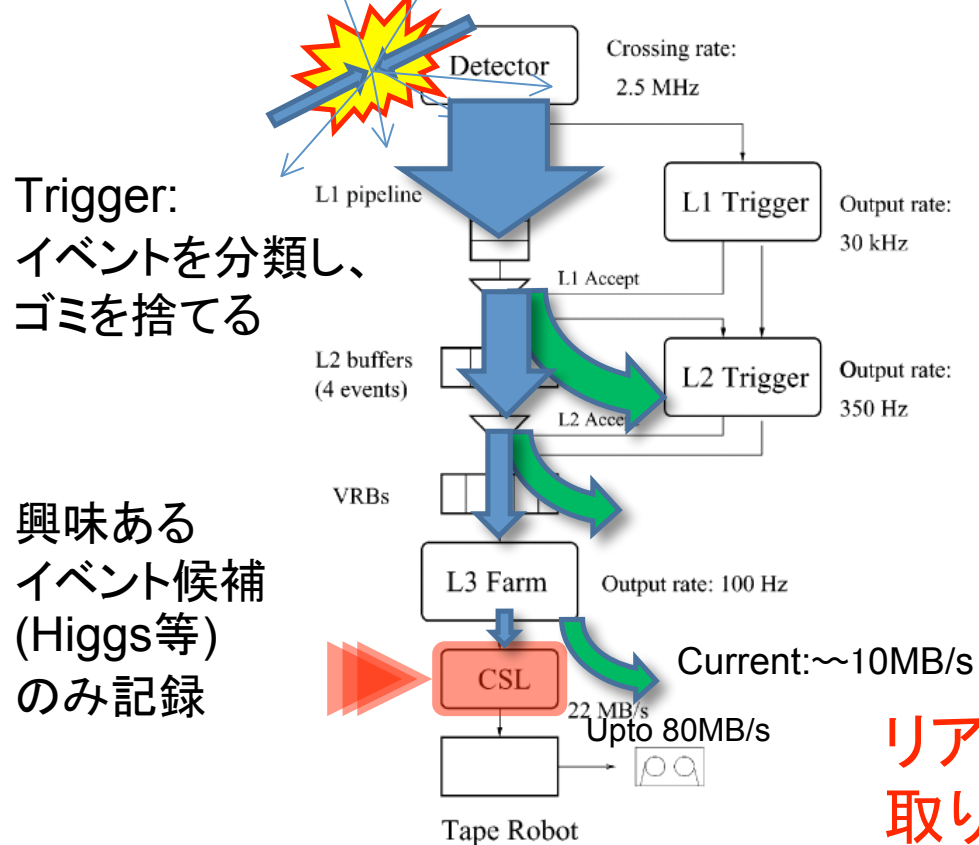 Crossing rate:
Detector
2.5 MHz
Trigger:
イベントを分類し、
ゴミを捨てる
L1 pipeline
L1 Trigger
Output rate:
30 kHz
L1 Accept
L2 buffers
(4 events)
L2 Trigger
Output rate:
350 Hz
L2 Accept
VRBs
興味ある
イベント候補
(Higgs等)
のみ記録
L3 Farm
Output rate: 100 Hz
CSL
Current:〜10MB/s
22 MB/s
Upto 80MB/s
リア
取り
Tape Robot